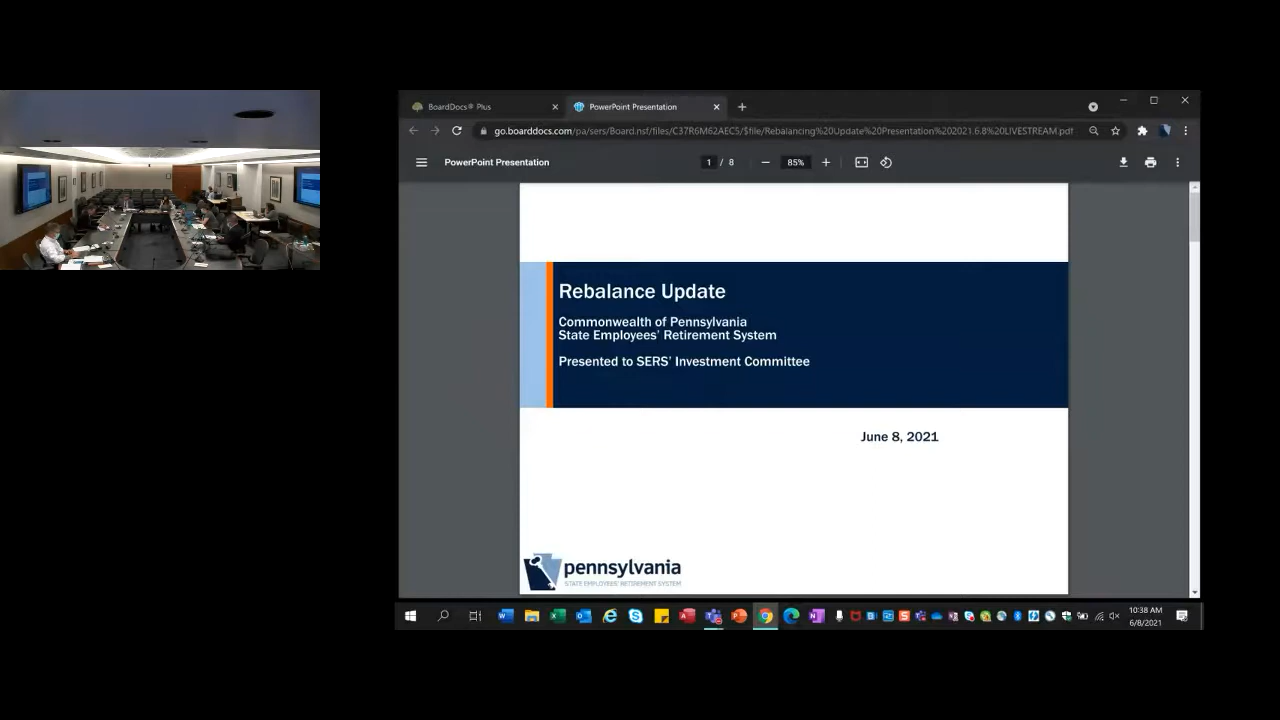 BoardDocs® Plus
PowerPoint Presentation
go.boarddocs.com/pa/sers/Board.nsf/files/C37R6M62AEC5/$file/Rebalancing%20Update%20Presentation%202021.6.8%20LIVESTREAM.pdf
PowerPoint Presentation
1 / 8
85%
Rebalance Update
Commonwealth of Pennsylvania
State Employees' Retirement System
Presented to SERS' Investment Committee
June 8, 2021
pennsylvania
STATE EMPLOYEES' RETIREMENT SYSTEM
10:38 AM
6/8/2021